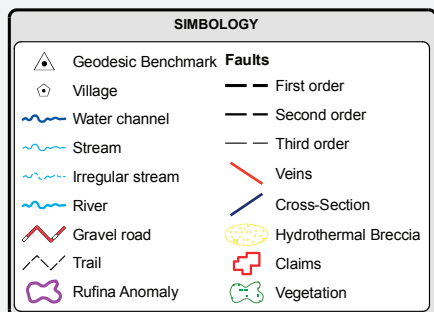 SIMBOLOGY
Geodesic Benchmark
Village
Water channel
Stream
Irregular stream
River
Gravel road
Trail
Rufina Anomaly
Faults
First order
Second order
Third order
Veins
Cross-Section
Hydrothermal Breccia
Claims
Vegetation